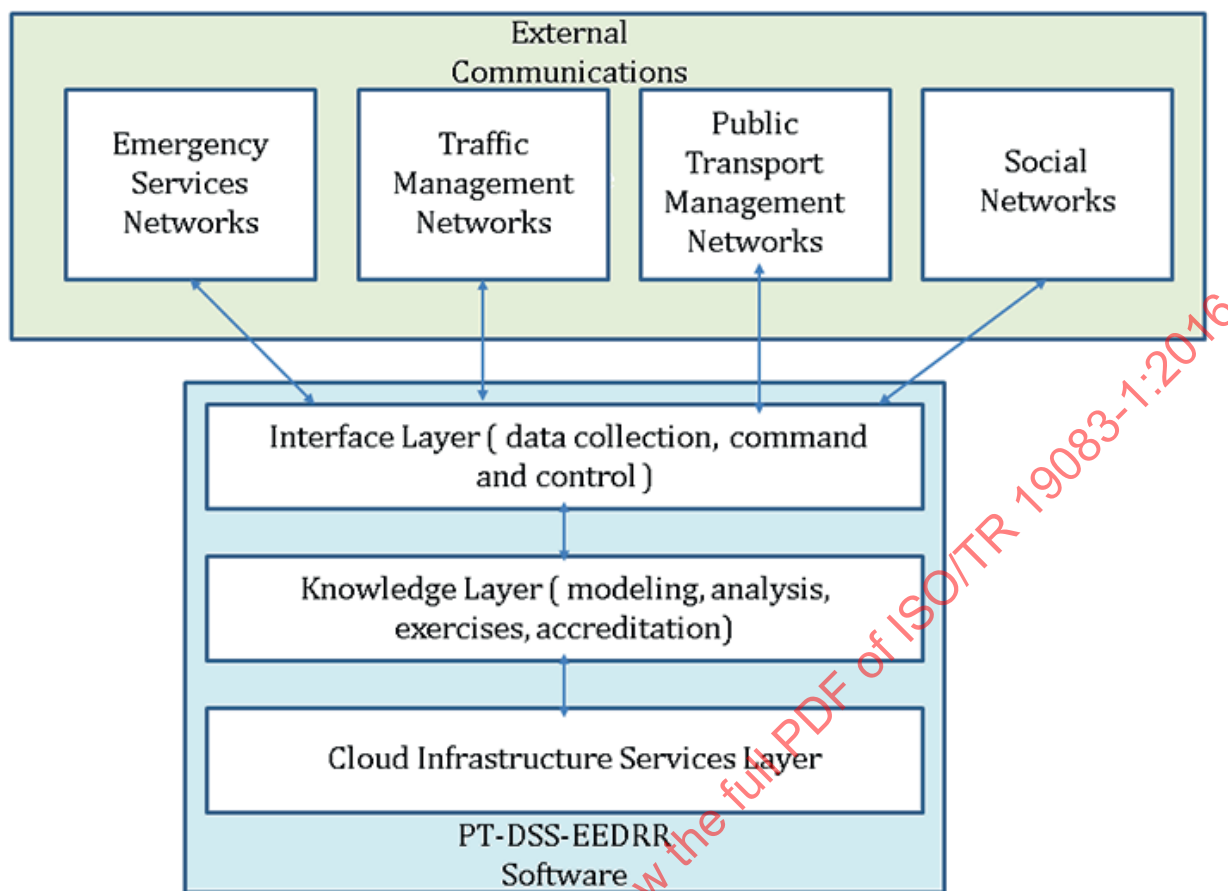 External
Communications
Emergency
Services
Networks
Traffic
Management
Networks
Public
Transport
Management
Networks
Social
Networks
Interface Layer ( data collection, command
and control )
Knowledge Layer ( modeling, analysis,
exercises, accreditation)
Cloud Infrastructure Services Layer
PT-DSS-EEDRR
Software
w the full PDF of ISO/TR 19083-1:2016